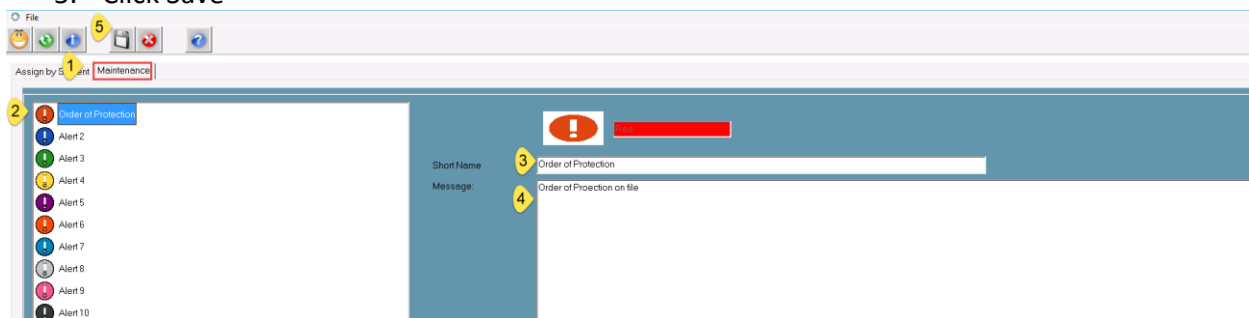 5. Click Save
File
5
1
Assign by S ent Maintenance
2
Order of Protection
Alert 2
Alert 3
Alert 4
Alert 5
Alert 6
Alert 7
Alert 8
Alert 9
Alert 10
Red
Short Name
3
Order of Protection
Message:
4
Order of Proection on file